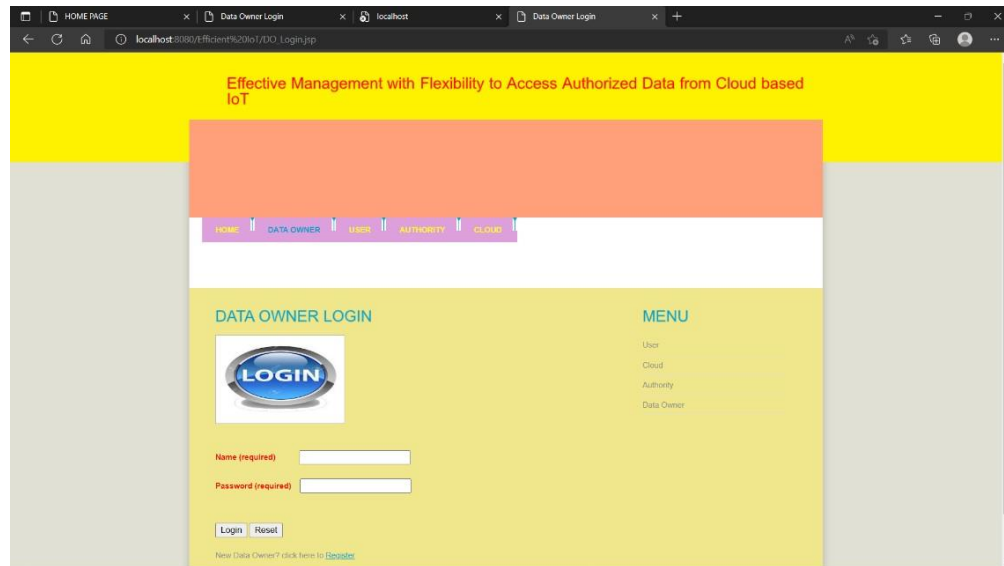 HOME PAGE
Data Owner Login
localhost
Data Owner Login
localhost:8080/Efficient%20IoT/DO_Login.jsp
Effective Management with Flexibility to Access Authorized Data from Cloud based
IoT
HOME DATA OWNER USER AUTHORITY CLOUD
DATA OWNER LOGIN
LOGIN
Name (required)
Password (required)
Login Reset
New Data Owner? click here to Register
MENU
User
Cloud
Authority
Data Owner